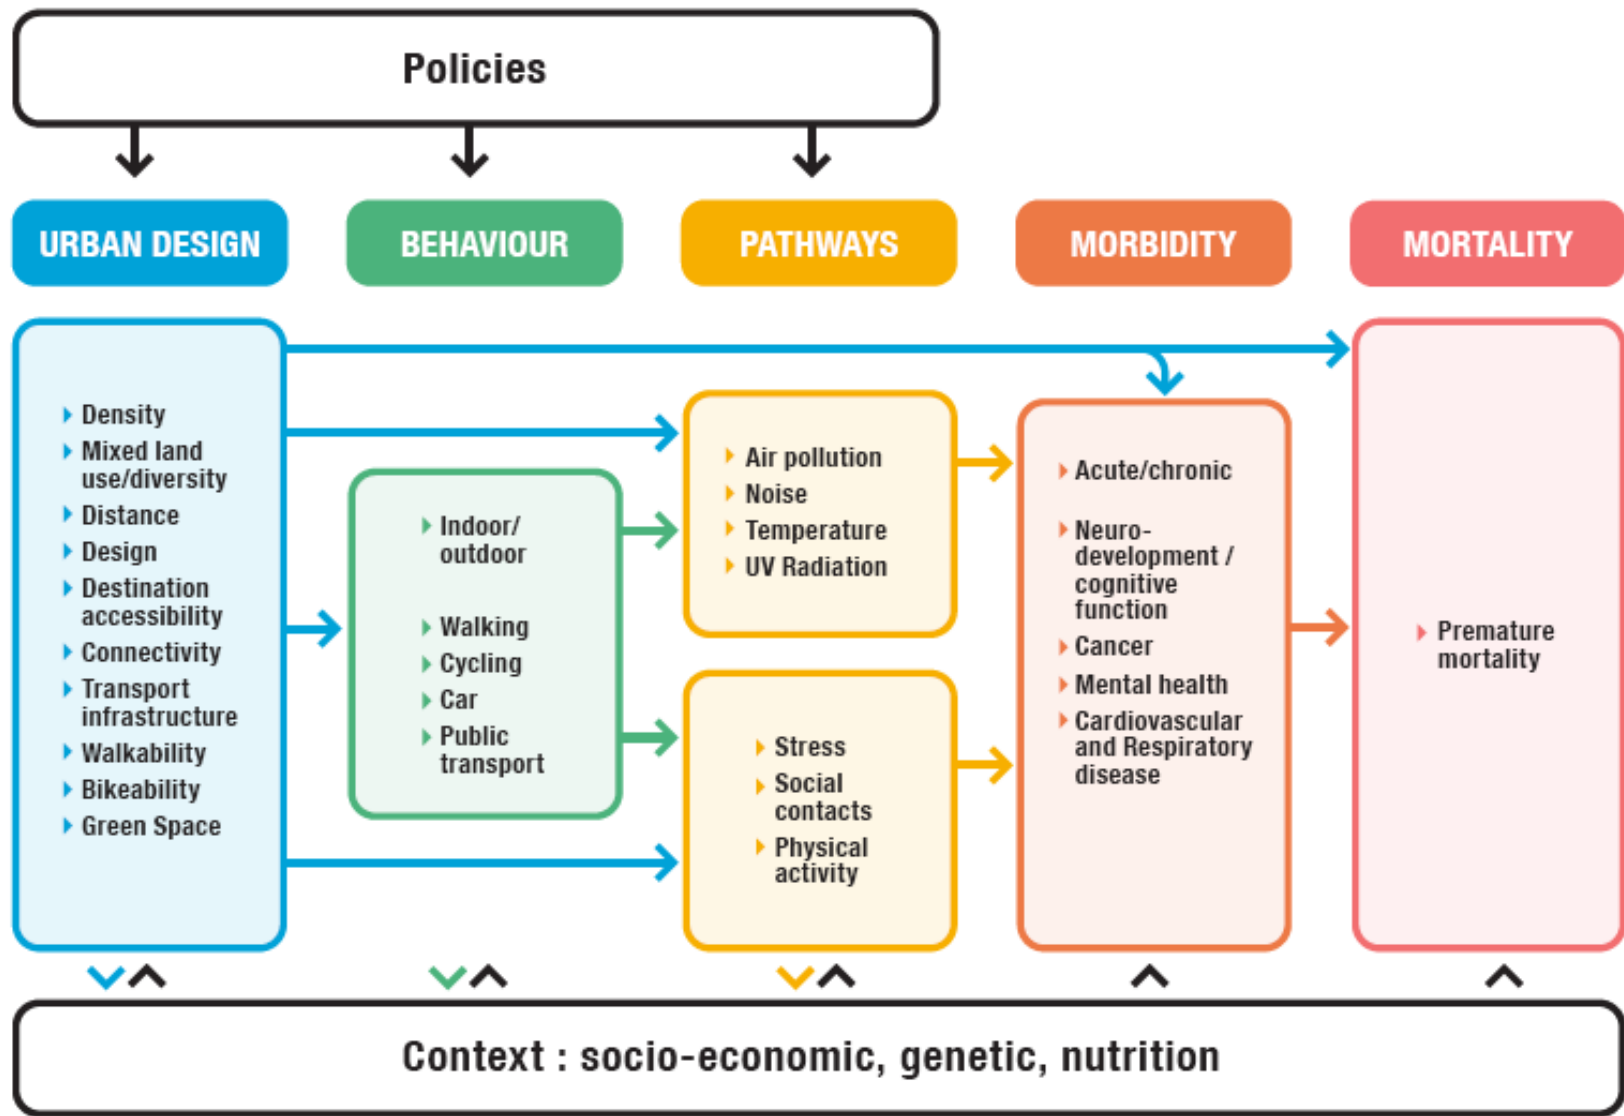 Policies
URBAN DESIGN
BEHAVIOUR
PATHWAYS
MORBIDITY
MORTALITY
Density
Mixed land
use/diversity
Distance
Design
Destination
accessibility
Connectivity
Transport
infrastructure
Walkability
Bikeability
Green Space
Indoor/
outdoor
Walking
Cycling
Car
Public
transport
Air pollution
Noise
Temperature
UV Radiation
Stress
Social
contacts
Physical
activity
Acute/chronic
Neuro-
development /
cognitive
function
Cancer
Mental health
Cardiovascular
and Respiratory
disease
Premature
mortality
Context : socio-economic, genetic, nutrition